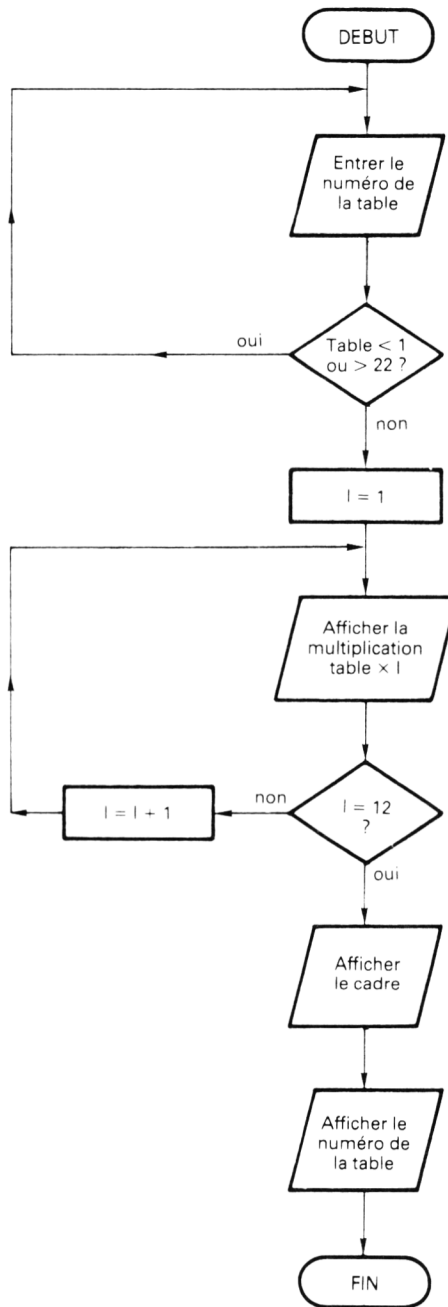 DEBUT
Entrer le
numéro de
la table
oui
Table < 1
ou > 22 ?
non
I = 1
Afficher la
multiplication
table × I
I = I + 1
non
I = 12
?
oui
Afficher
le cadre
Afficher le
numéro de
la table
FIN